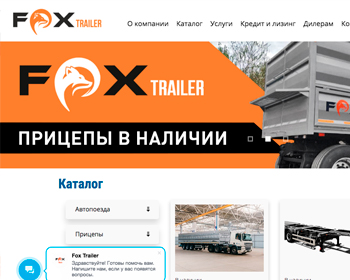 FOX TRAILER
О компании Каталог Услуги Кредит и лизинг Дилерам Ко
FOX TRAILER
ПРИЦЕПЫ В НАЛИЧИИ
Каталог
Автопоезда
Прицепы
Fox Trailer
Здравствуйте! Готовы помочь вам.
Напишите нам, если у вас появятся
вопросы.